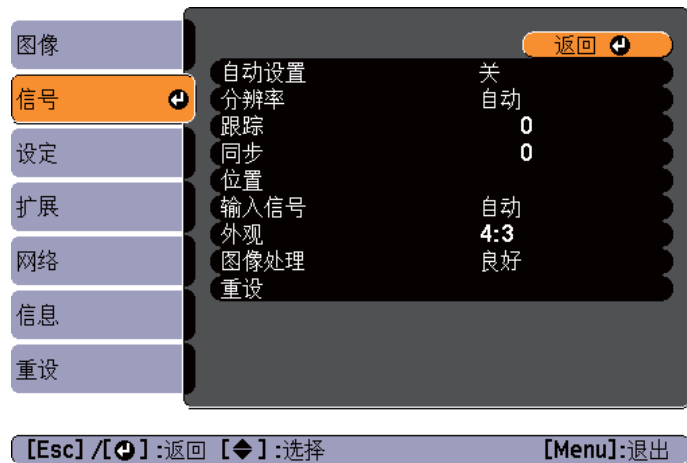 图像
信号
设定
扩展
网络
信息
重设
返回
自动设置 关
分辨率 自动
跟踪 0
同步 0
位置
输入信号 自动
外观 4:3
图像处理 良好
重设
[Esc] /[ ] :返回 [ ] :选择 [Menu]:退出